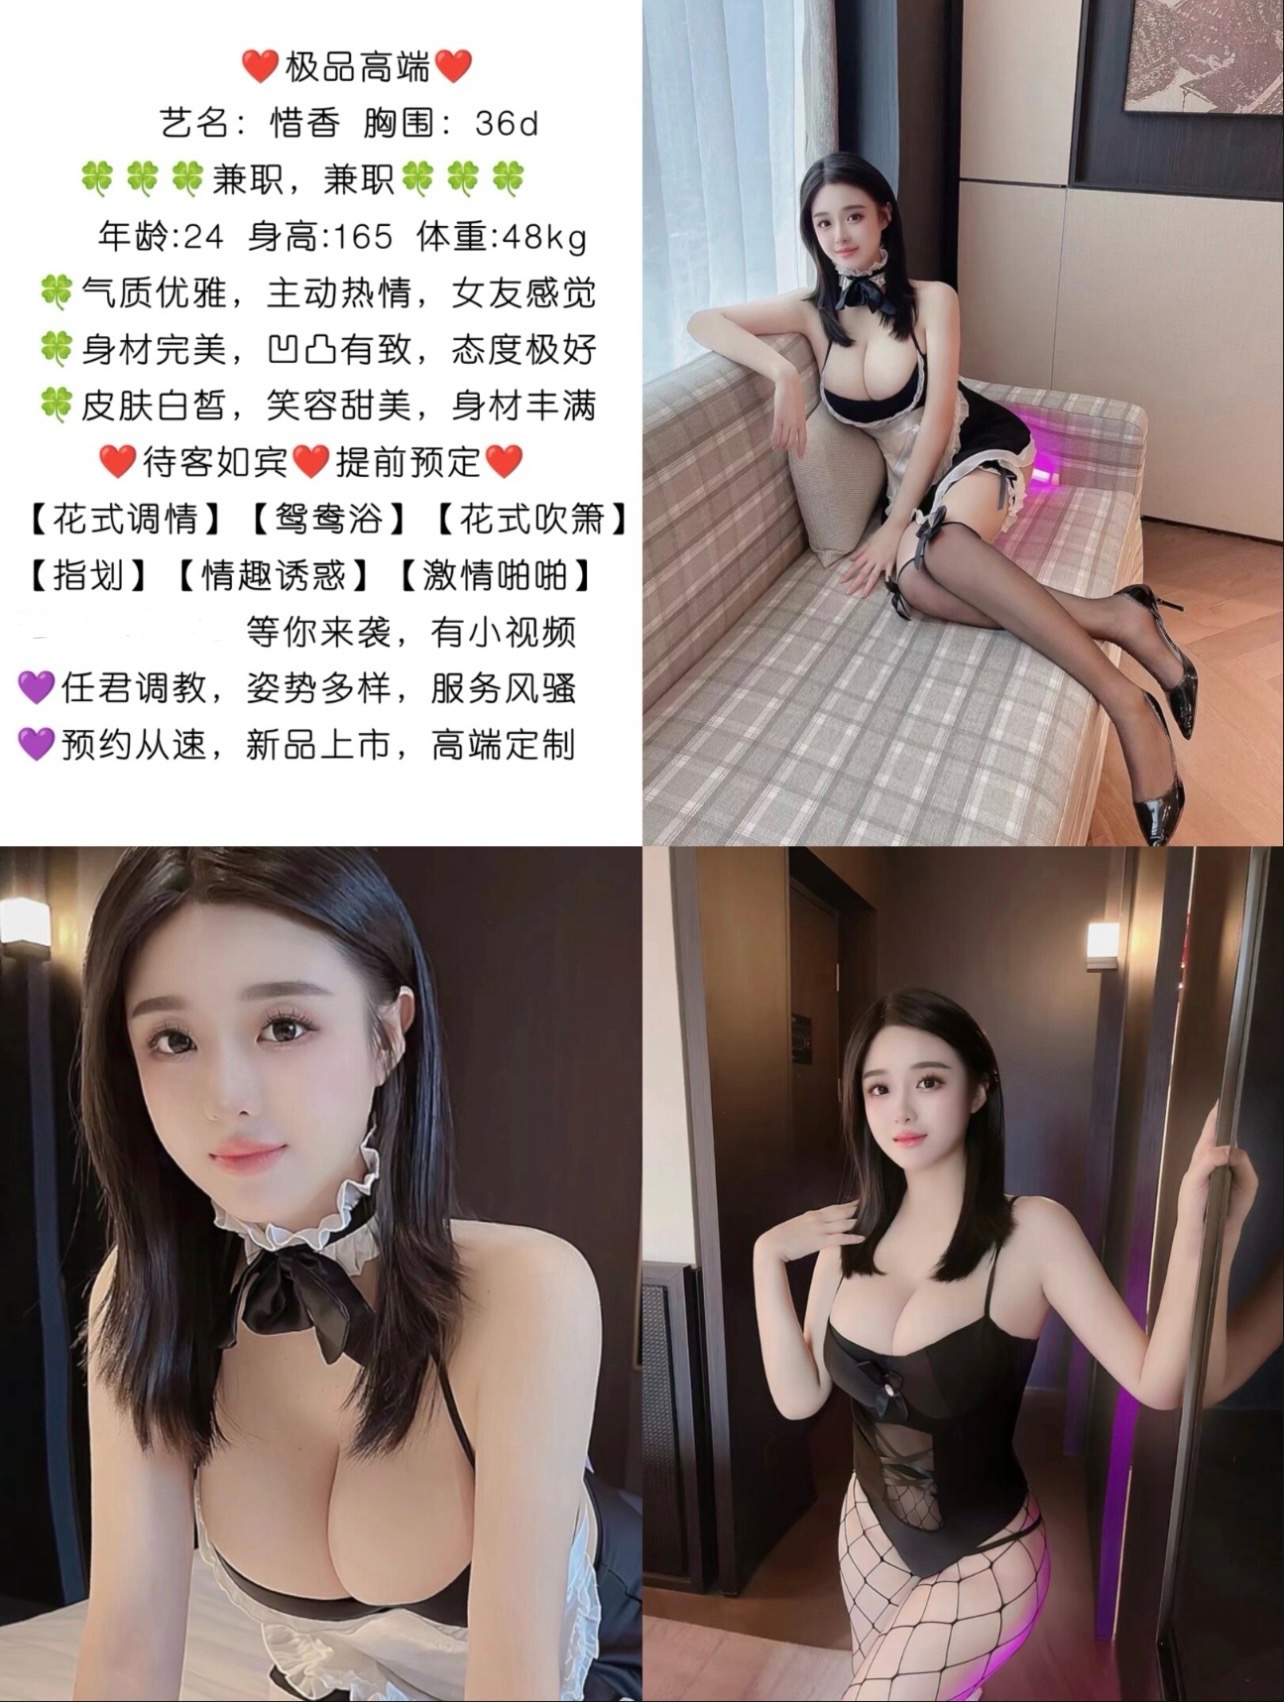 ❤️极品高端❤️
艺名：惜香 胸围：36d
🍀🍀🍀兼职，兼职🍀🍀🍀
年龄:24 身高:165 体重:48kg
🍀气质优雅，主动热情，女友感觉
🍀身材完美，凹凸有致，态度极好
🍀皮肤白皙，笑容甜美，身材丰满
❤️待客如宾❤️提前预定❤️
【花式调情】【鸳鸯浴】【花式吹箫】
【指划】【情趣诱惑】【激情啪啪】
等你来袭，有小视频
💜任君调教，姿势多样，服务风骚
💜预约从速，新品上市，高端定制